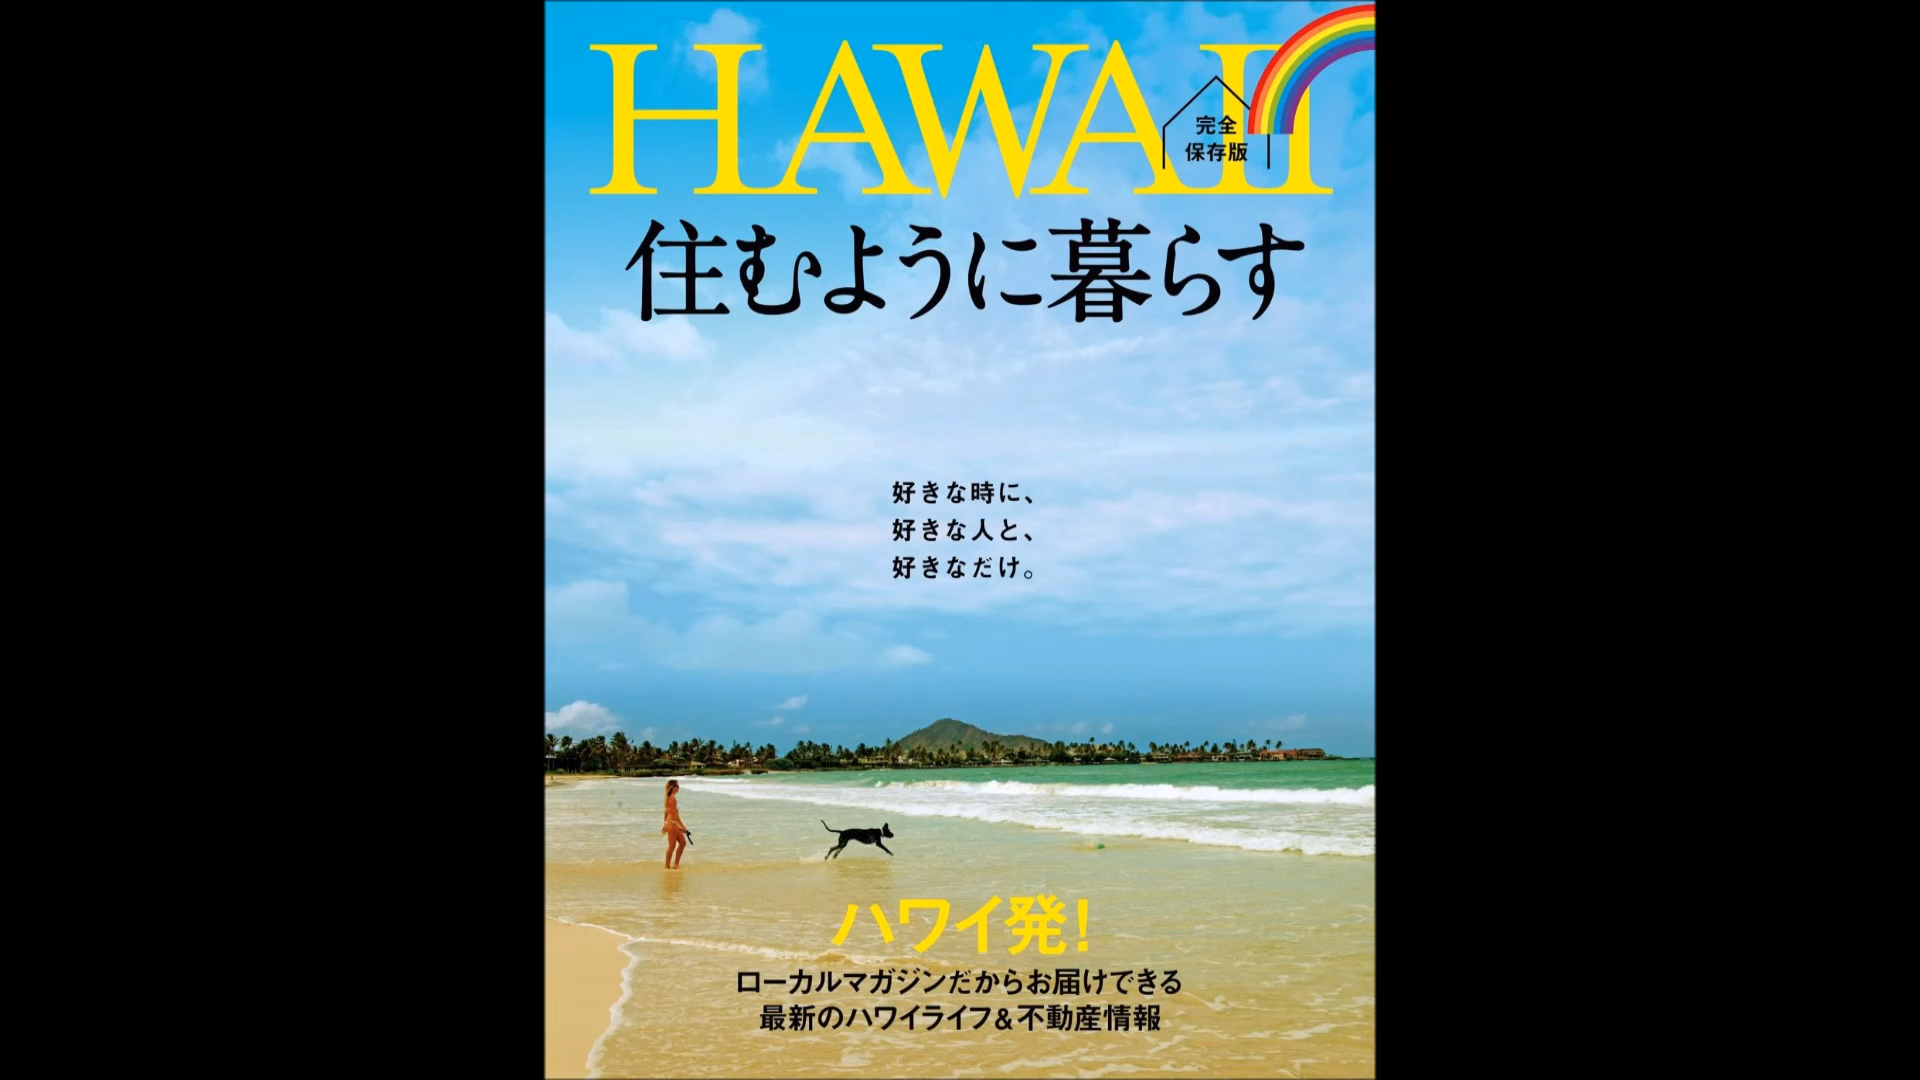 HAWAII
完全
保存版
住むように暮らす
好きな時に、
好きな人と、
好きなだけ。
ハワイ発!
ローカルマガジンだからお届けできる
最新のハワイライフ&不動産情報